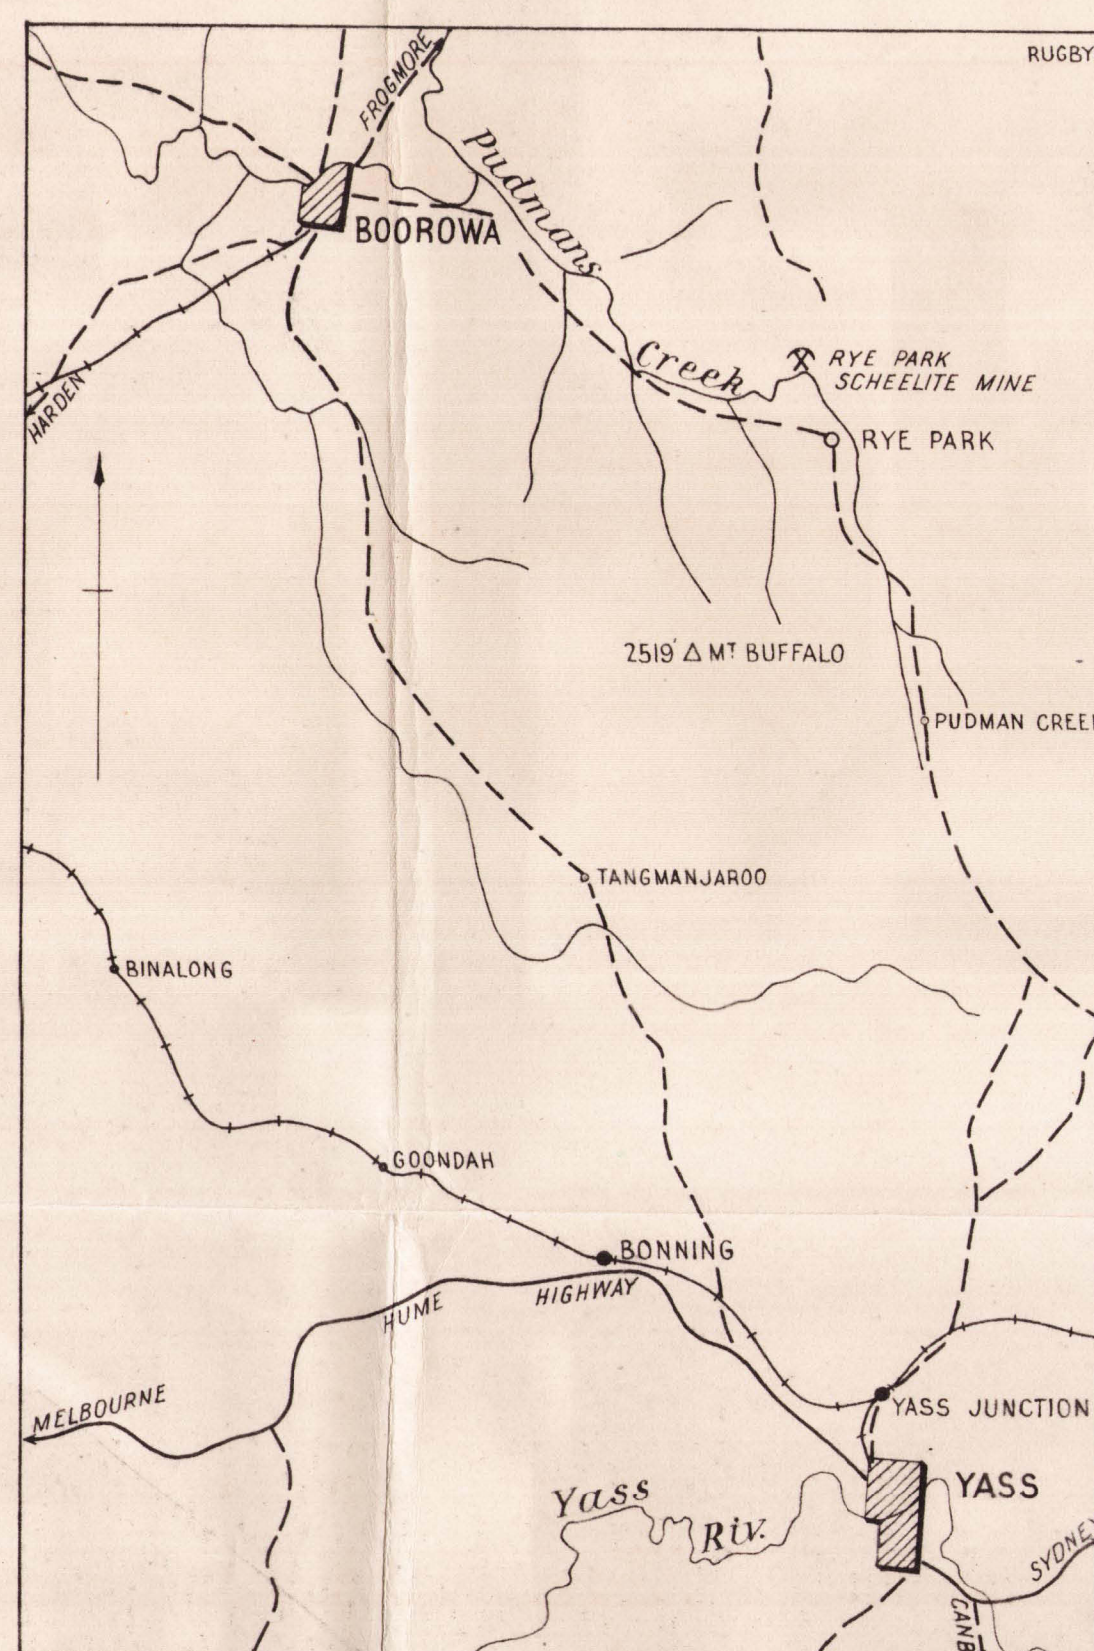 RUGBY
FROGMORE
Pudmans
BOOROWA
Creek
RYE PARK
SCHEELITE MINE
HARDEN
RYE PARK
2519' △ MT BUFFALO
PUDMAN CREE
TANGMANJAROO
BINALONG
GOONDAH
BONNING
HIGHWAY
HUME
MELBOURNE
YASS JUNCTION
YASS
Yass
Riv.
SYDNEY
CANB